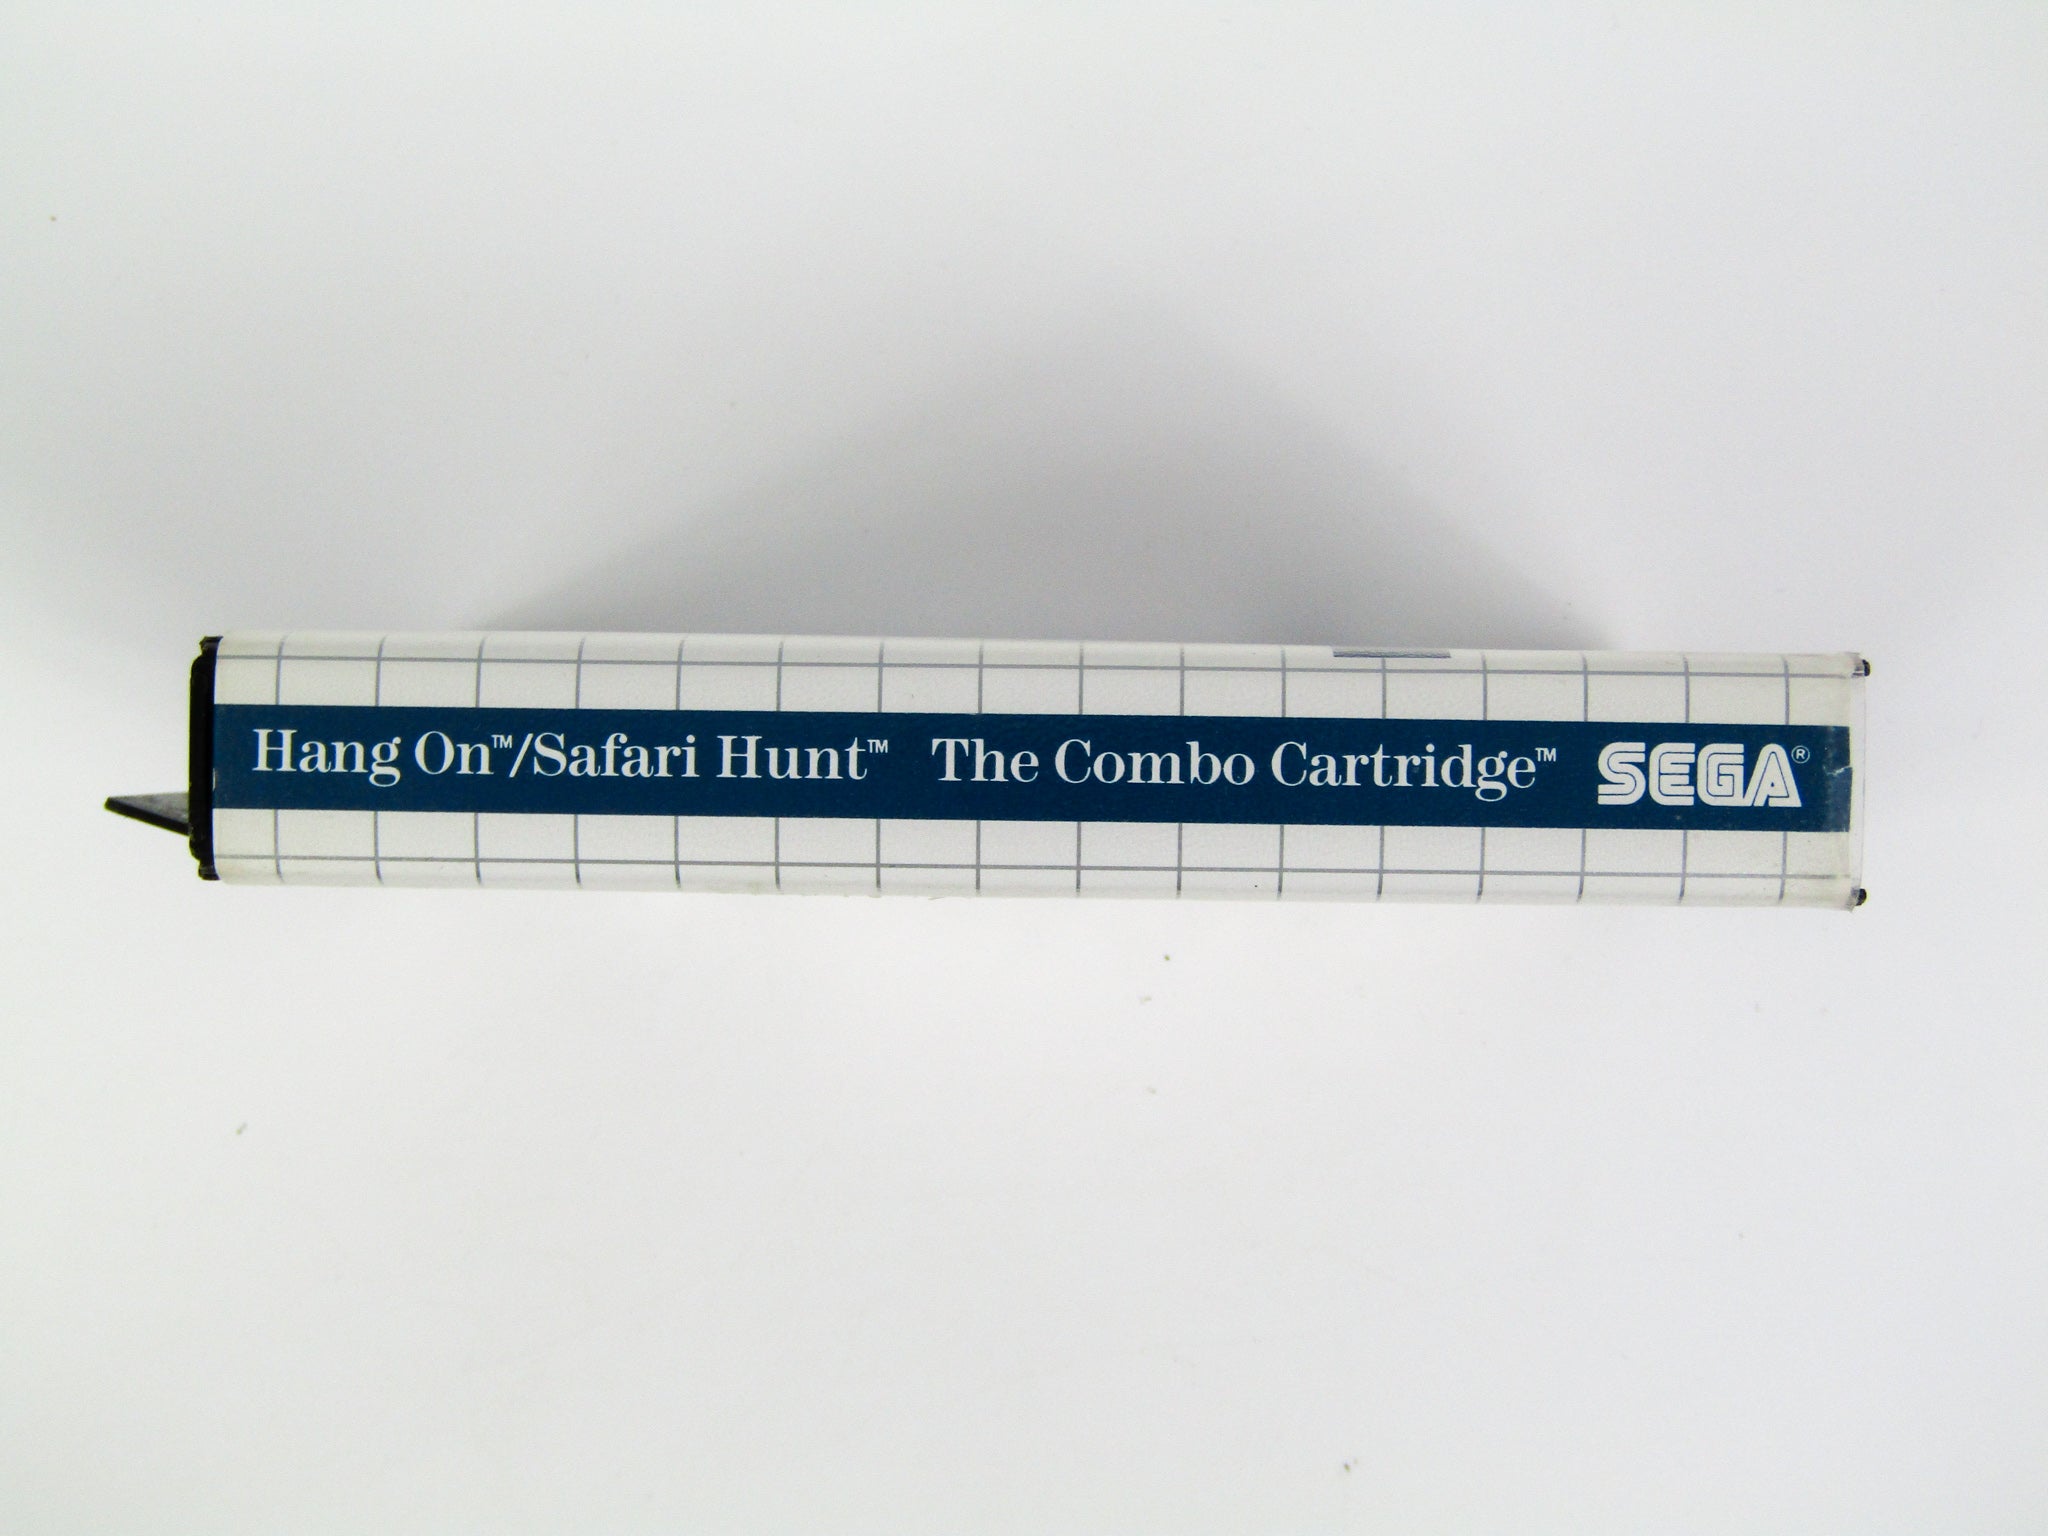 Hang On™/Safari Hunt™ The Combo Cartridge™ SEGA®